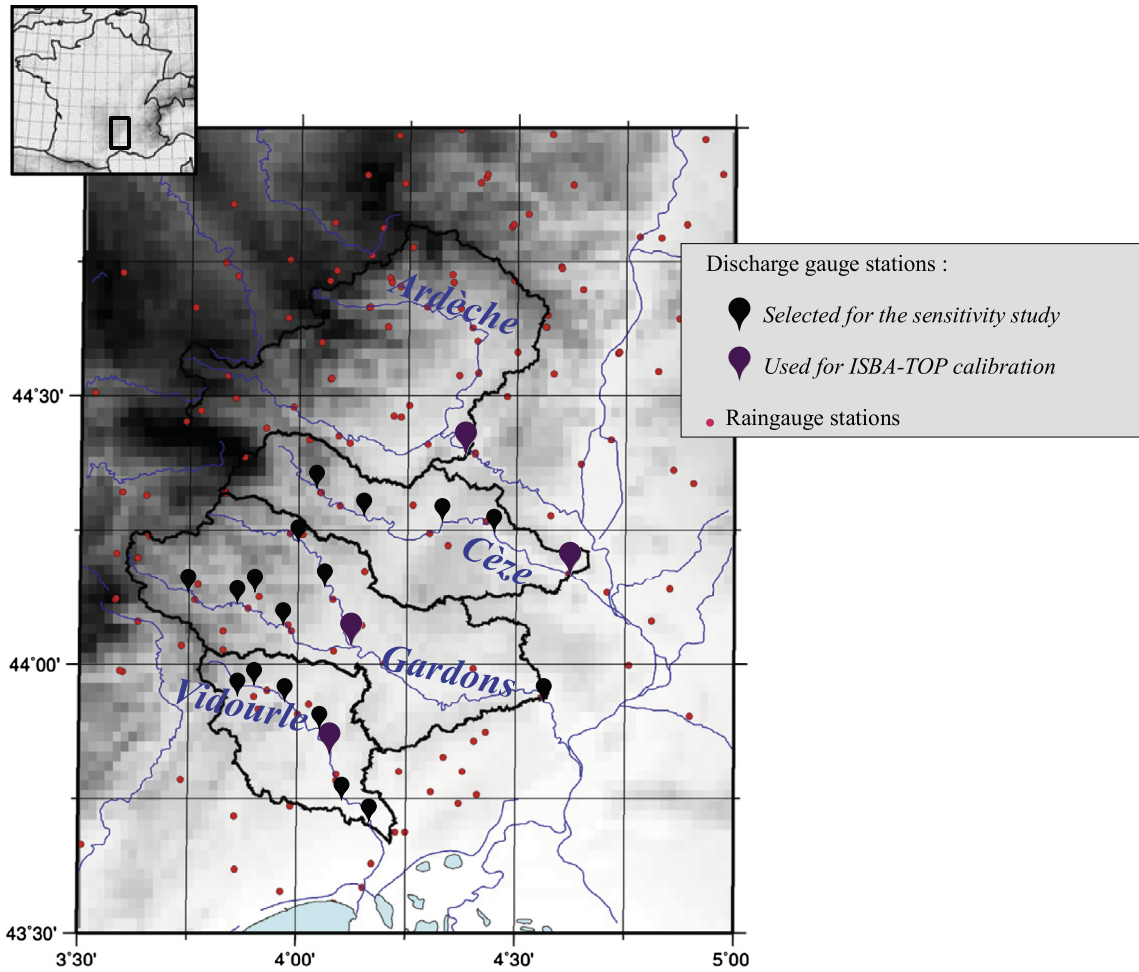 Discharge gauge stations :
Selected for the sensitivity study
Used for ISBA-TOP calibration
Raingauge stations
Ardèche
Cèze
Gardons
Vidourle
44°30'
44°00'
43°30'
3°30'
4°00'
4°30'
5°00'